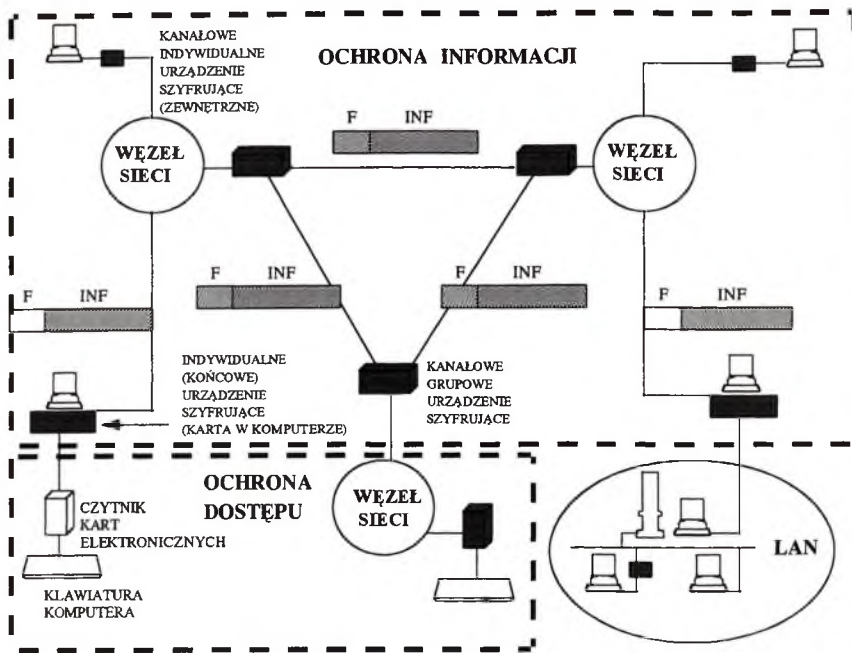 KANAŁOWE
INDYWIDUALNE
URZĄDZENIE
SZYFRUJĄCE
(ZEWNĘTRZNE)
OCHRONA INFORMACJI
F INF
WĘZEŁ
SIECI
WĘZEŁ
SIECI
F INF
F INF
F INF
F INF
INDYWIDUALNE
(KOŃCOWE)
URZĄDZENIE
SZYFRUJĄCE
(KARTA W KOMPUTERZE)
KANAŁOWE
GRUPOWE
URZĄDZENIE
SZYFRUJĄCE
OCHRONA
DOSTĘPU
WĘZEŁ
SIECI
CZYTNIK
KART
ELEKTRONICZNYCH
KLAWIATURA
KOMPUTERA
LAN